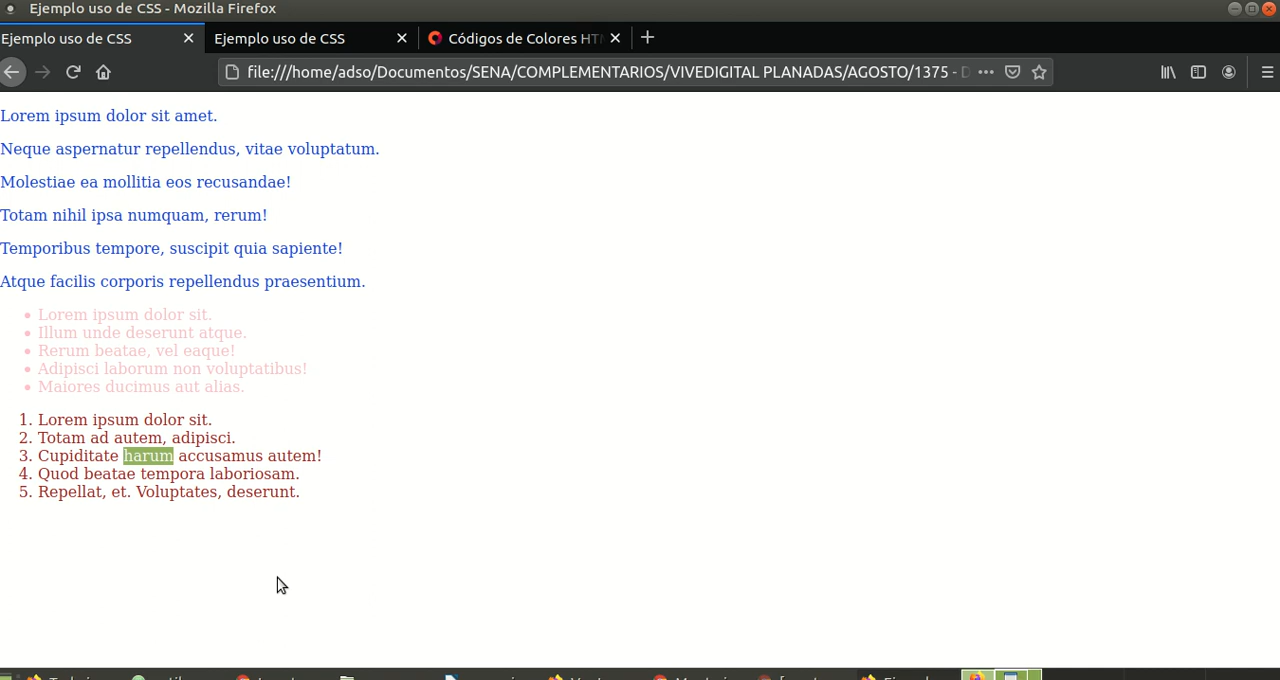 Ejemplo uso de CSS - Mozilla Firefox
Ejemplo uso de CSS
Ejemplo uso de CSS
Códigos de Colores HT
file:///home/adso/Documentos/SENA/COMPLEMENTARIOS/VIVEDIGITAL PLANADAS/AGOSTO/1375 - D
Lorem ipsum dolor sit amet.
Neque aspernatur repellendus, vitae voluptatum.
Molestiae ea mollitia eos recusandae!
Totam nihil ipsa numquam, rerum!
Temporibus tempore, suscipit quia sapiente!
Atque facilis corporis repellendus praesentium.
• Lorem ipsum dolor sit.
• Illum unde deserunt atque.
• Rerum beatae, vel eaque!
• Adipisci laborum non voluptatibus!
• Maiores ducimus aut alias.
1. Lorem ipsum dolor sit.
2. Totam ad autem, adipisci.
3. Cupiditate harum accusamus autem!
4. Quod beatae tempora laboriosam.
5. Repellat, et. Voluptates, deserunt.